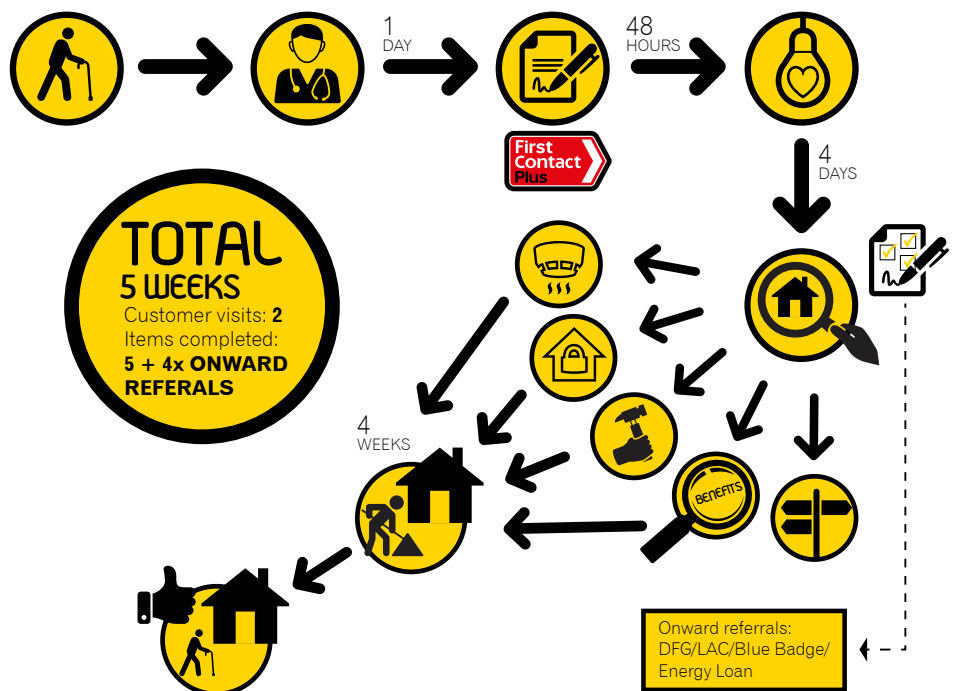 1
DAY
48
HOURS
First
Contact
Plus
4
DAYS
TOTAL
5 WEEKS
Customer visits: 2
Items completed:
5 + 4x ONWARD
REFERALS
4
WEEKS
BENEFITS
Onward referrals:
DFG/LAC/Blue Badge/
Energy Loan